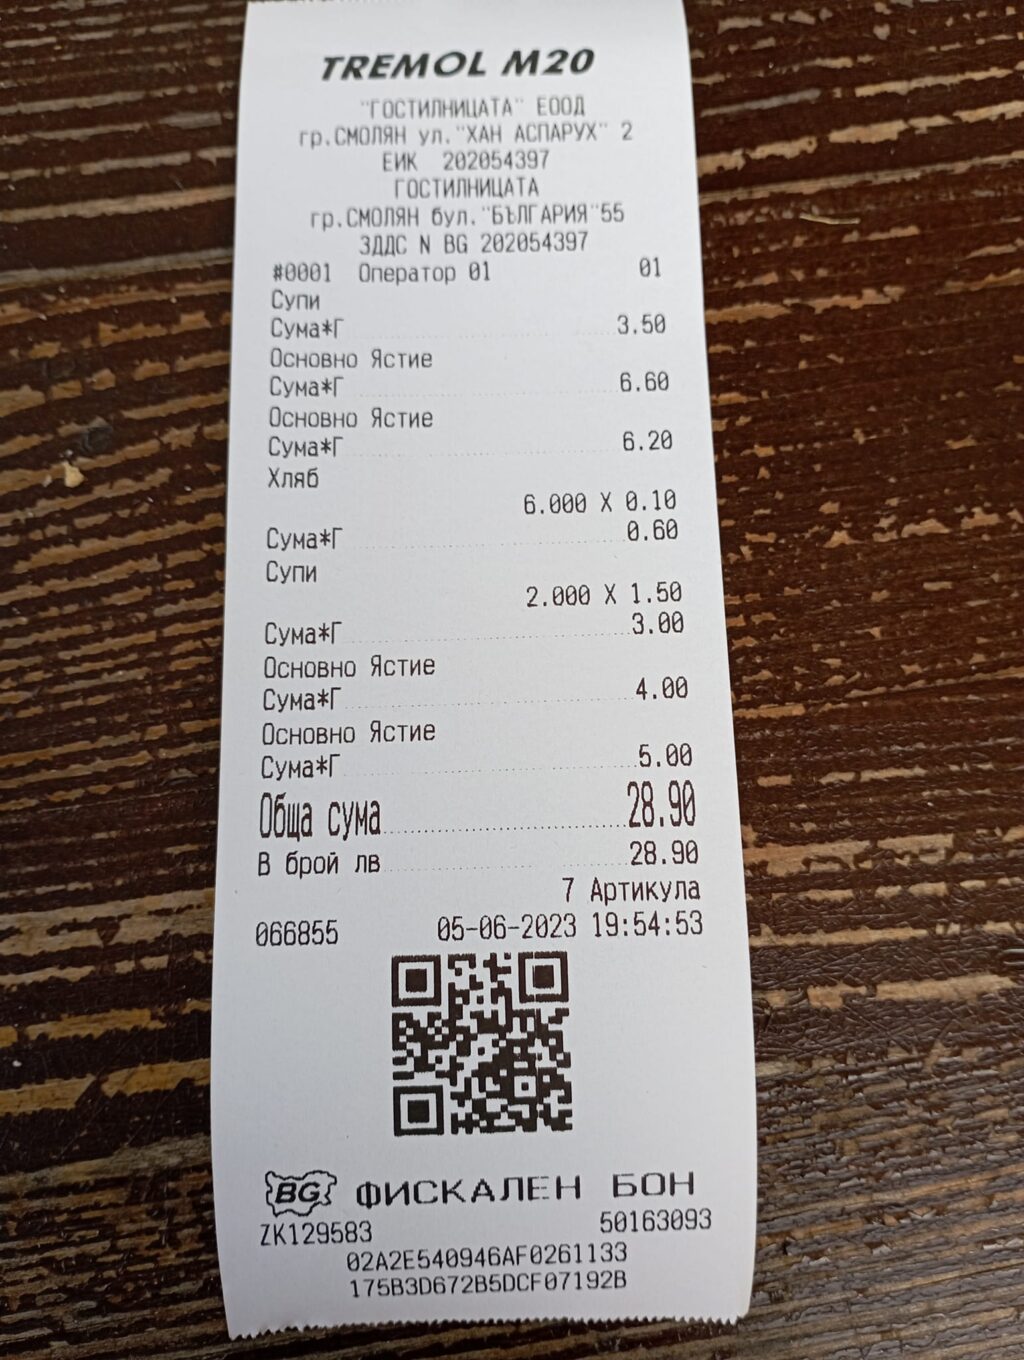 TREMOL M20
"ГОСТИЛНИЦАТА" ЕООД
гр.СМОЛЯН ул."ХАН АСПАРУХ" 2
ЕИК 202054397
ГОСТИЛНИЦАТА
гр.СМОЛЯН бул."БЪЛГАРИЯ"55
ЗДДС N BG 202054397
#0001 Оператор 01 01
Супи
Сума*Г 3.50
Основно Ястие
Сума*Г 6.60
Основно Ястие
Сума*Г 6.20
Хляб
6.000 X 0.10
Сума*Г 0.60
Супи
2.000 X 1.50
Сума*Г 3.00
Основно Ястие
Сума*Г 4.00
Основно Ястие
Сума*Г 5.00
Обща сума 28.90
В брой лв 28.90
7 Артикула
066855 05-06-2023 19:54:53
BG ФИСКАЛЕН БОН
ZK129583 50163093
02A2E540946AF0261133
175B3D672B5DCF07192B